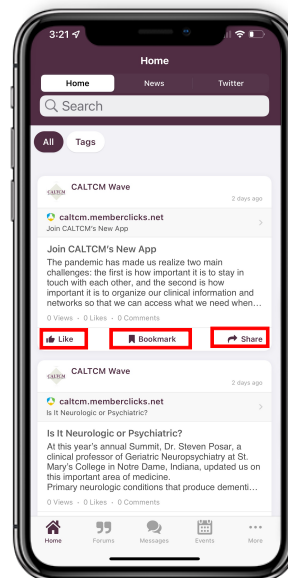 3:21
Home
Home News Twitter
Search
All Tags
CALTCM
CALTCM Wave
2 days ago
caltcm.memberclicks.net
Join CALTCM's New App
Join CALTCM's New App
The pandemic has made us realize two main
challenges: the first is how important it is to stay in
touch with each other, and the second is how
important it is to organize our clinical information and
networks so that we can access what we need when...
0 Views · 0 Likes · 0 Comments
Like Bookmark Share
CALTCM
CALTCM Wave
2 days ago
caltcm.memberclicks.net
Is It Neurologic or Psychiatric?
Is It Neurologic or Psychiatric?
At this year's annual Summit, Dr. Steven Posar, a
clinical professor of Geriatric Neuropsychiatry at St.
Mary's College in Notre Dame, Indiana, updated us on
this important area of medicine.
Primary neurologic conditions that produce dementi...
0 Views · 0 Likes · 0 Comments
Home Forums Messages Events More